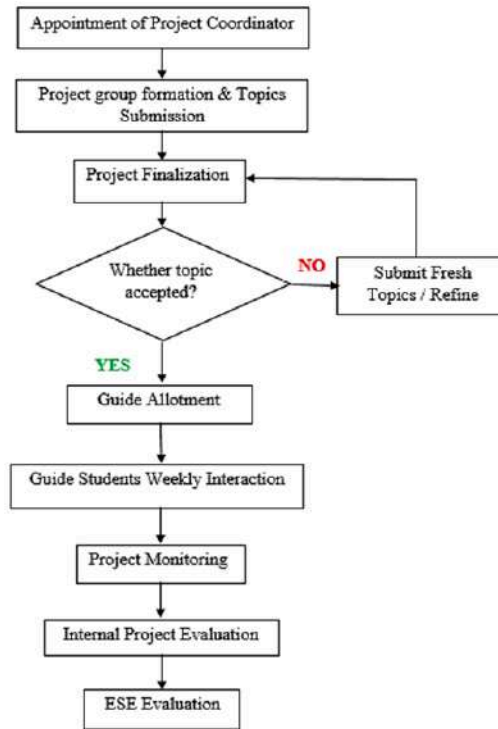 Appointment of Project Coordinator
Project group formation & Topics
Submission
Project Finalization
Whether topic
accepted?
NO
Submit Fresh
Topics / Refine
YES
Guide Allotment
Guide Students Weekly Interaction
Project Monitoring
Internal Project Evaluation
ESE Evaluation